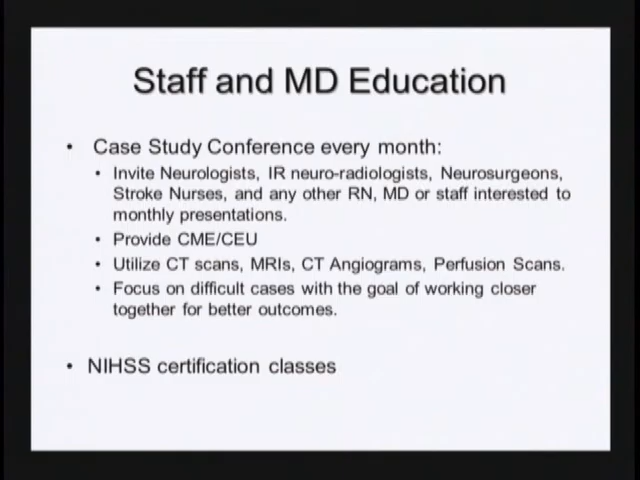 Staff and MD Education
• Case Study Conference every month:
• Invite Neurologists, IR neuro-radiologists, Neurosurgeons,
Stroke Nurses, and any other RN, MD or staff interested to
monthly presentations.
• Provide CME/CEU
• Utilize CT scans, MRIs, CT Angiograms, Perfusion Scans.
• Focus on difficult cases with the goal of working closer
together for better outcomes.
• NIHSS certification classes